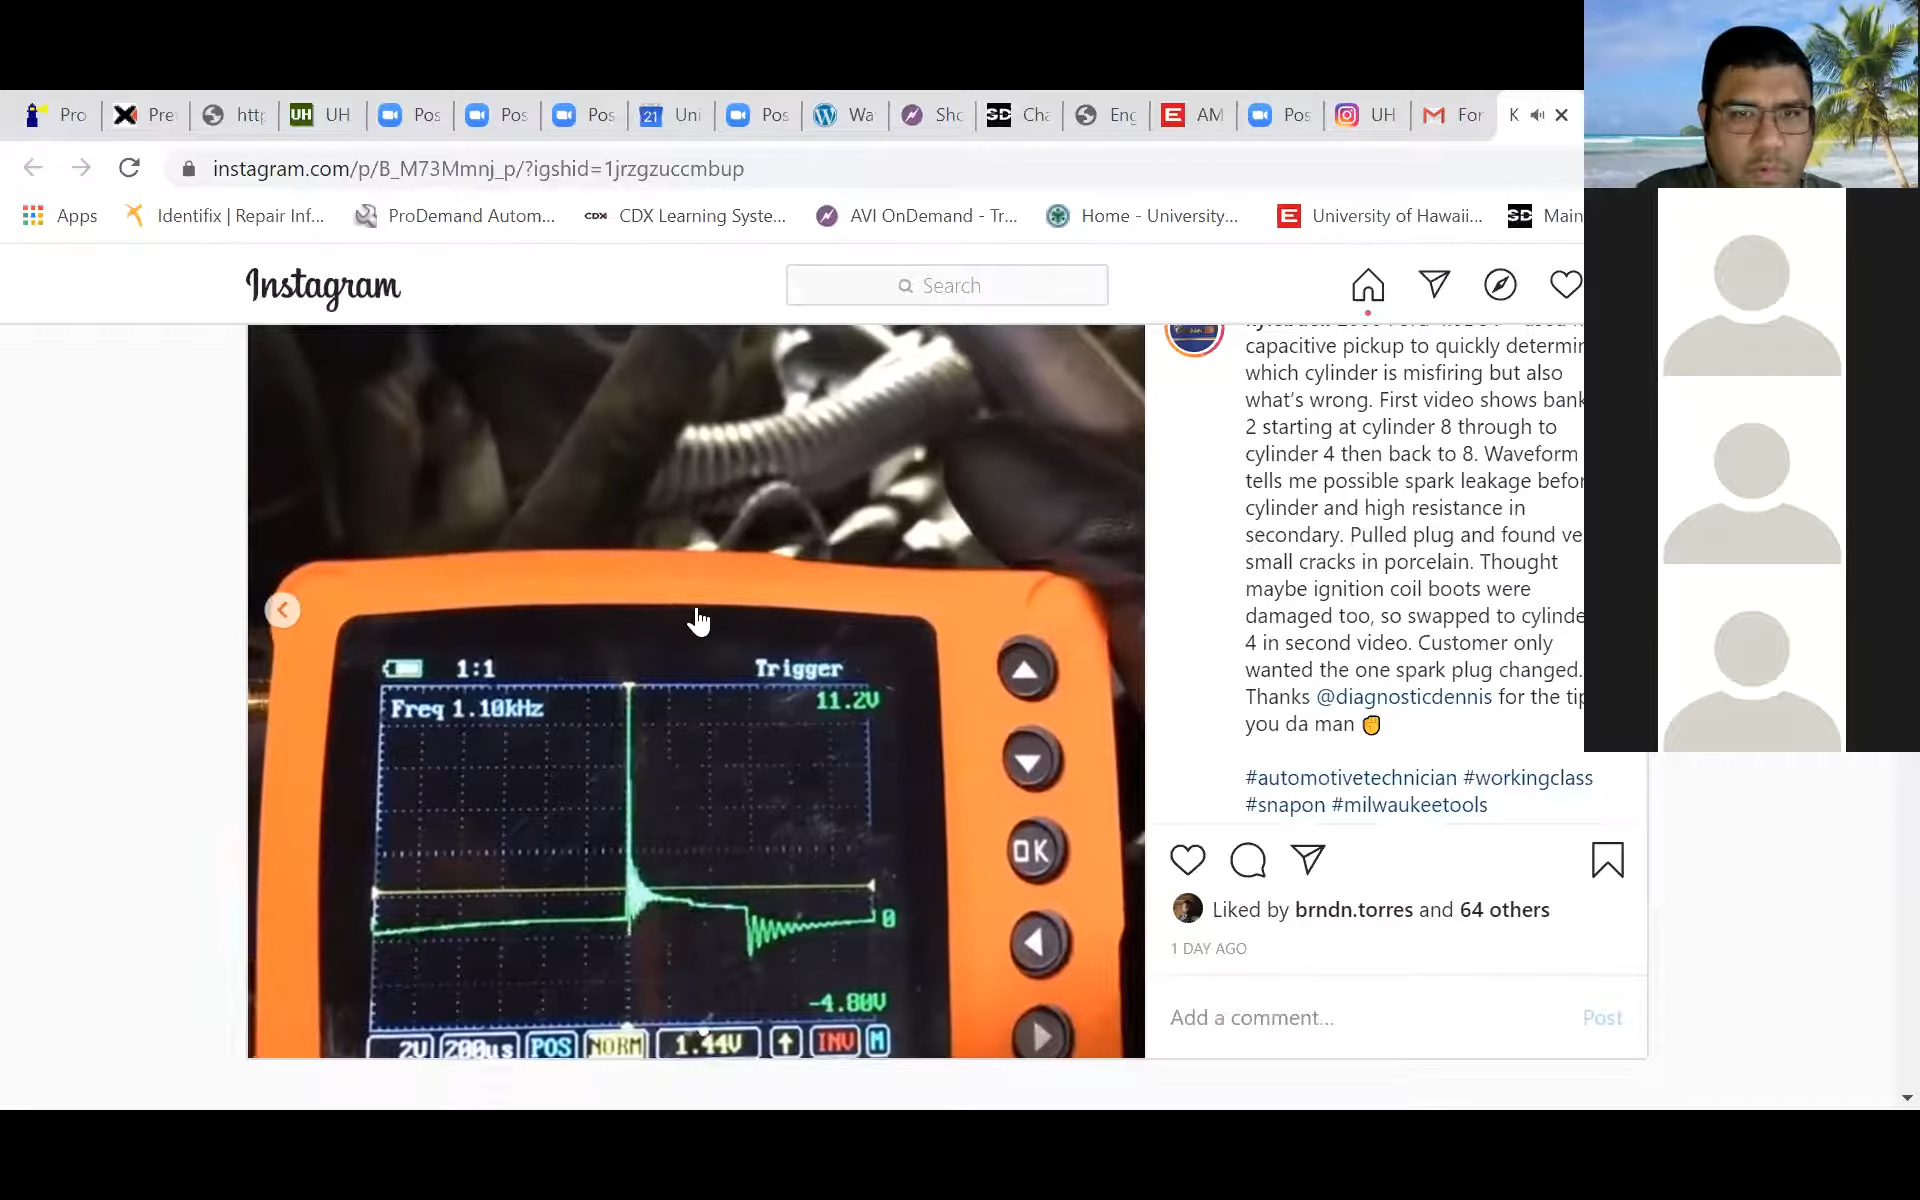 Pro
Pre
http
UH
UH
Pos
Pos
Pos
21
Uni
Pos
Wa
Sho
SD
Cha
Eng
E
AM
Pos
UH
For
K
instagram.com/p/B_M73Mmnj_p/?igshid=1jrzgzuccmbup
Apps
Identifix | Repair Inf...
ProDemand Autom...
CDX
CDX Learning Syste...
AVI OnDemand - Tr...
Home - University...
E
University of Hawaii...
SD
Main
Instagram
Search
capacitive pickup to quickly determin
which cylinder is misfiring but also
what's wrong. First video shows bank
2 starting at cylinder 8 through to
cylinder 4 then back to 8. Waveform
tells me possible spark leakage befor
cylinder and high resistance in
secondary. Pulled plug and found ve
small cracks in porcelain. Thought
maybe ignition coil boots were
damaged too, so swapped to cylinde
4 in second video. Customer only
wanted the one spark plug changed.
Thanks @diagnosticdennis for the tip
you da man ✊
#automotivetechnician #workingclass
#snapon #milwaukeetools
Liked by brndn.torres and 64 others
1 DAY AGO
Add a comment...
Post
1:1
Trigger
Freq 1.10kHz
11.2V
0
-4.80V
2V
200µs
POS
NORM
1.44V
INV
M
OK